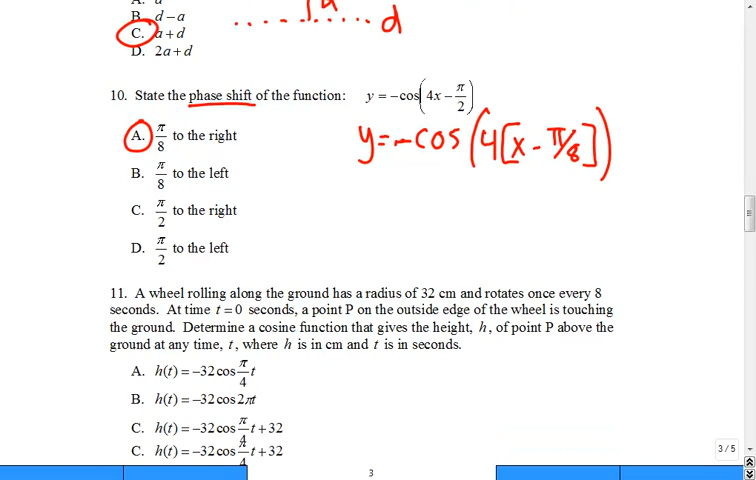 A. a
B. d – a
C. a + d
D. 2a + d
d
10. State the phase shift of the function: y = –cos(4x – π/2)
y = -cos(4[x - π/8])
A. π/8 to the right
B. π/8 to the left
C. π/2 to the right
D. π/2 to the left
11. A wheel rolling along the ground has a radius of 32 cm and rotates once every 8
seconds. At time t = 0 seconds, a point P on the outside edge of the wheel is touching
the ground. Determine a cosine function that gives the height, h, of point P above the
ground at any time, t, where h is in cm and t is in seconds.
A. h(t) = –32 cos π/4 t
B. h(t) = –32 cos 2πt
C. h(t) = –32 cos π/4 t + 32
C. h(t) = –32 cos π/4 t + 32
3
3 / 5